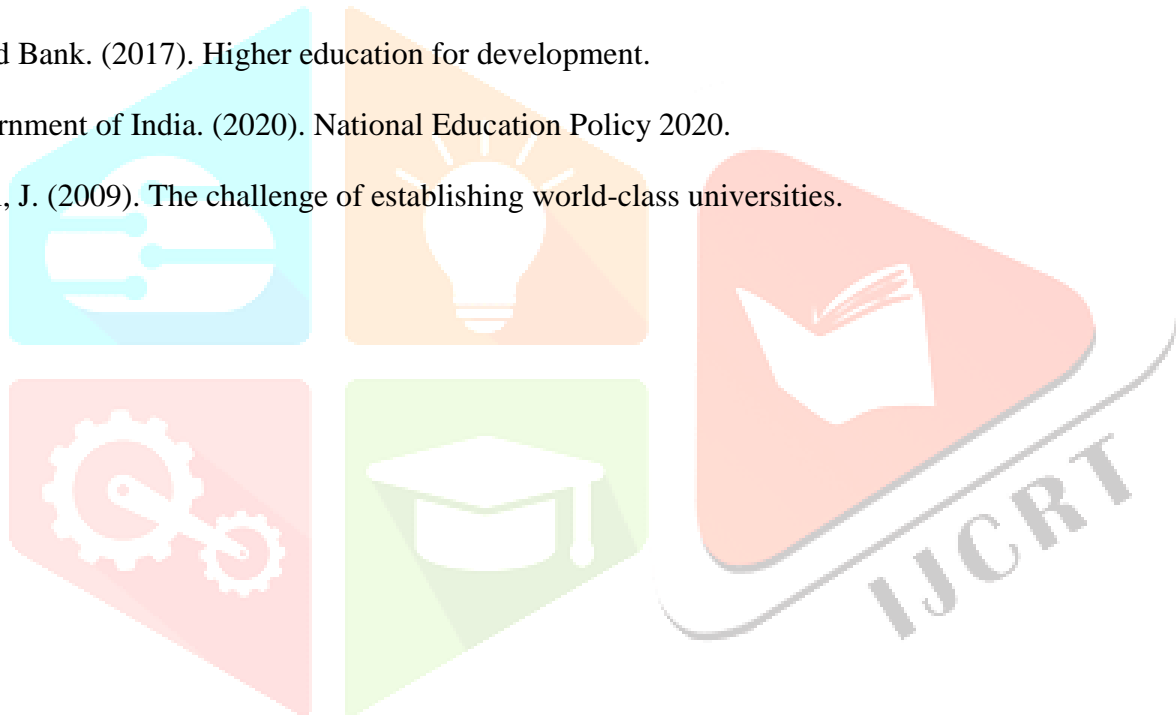 d Bank. (2017). Higher education for development.
rnment of India. (2020). National Education Policy 2020.
, J. (2009). The challenge of establishing world-class universities.
IJCRT